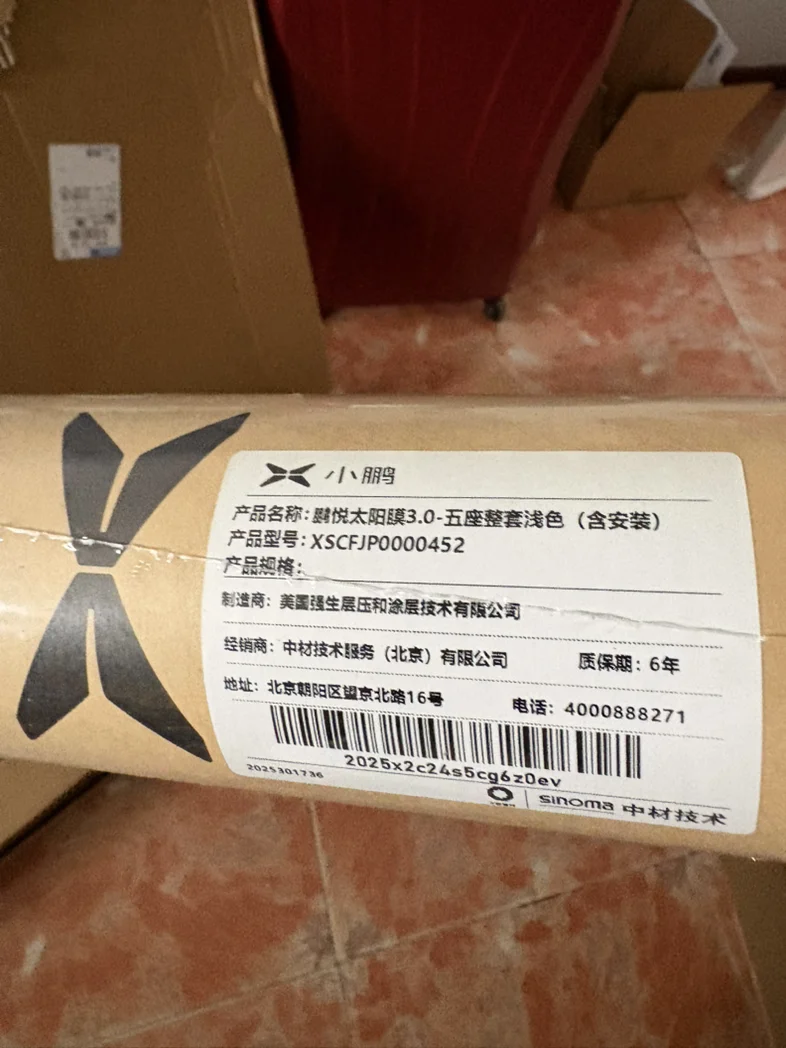 小鹏
产品名称：鹏悦太阳膜3.0-五座整套浅色（含安装）
产品型号：XSCFJP0000452
产品规格：
制造商：美国强生层压和涂层技术有限公司
经销商：中材技术服务（北京）有限公司 质保期：6年
地址：北京朝阳区望京北路16号 电话：4000888271
2025x2c24s5cg6z0ev
2025301736
sinoma 中材技术